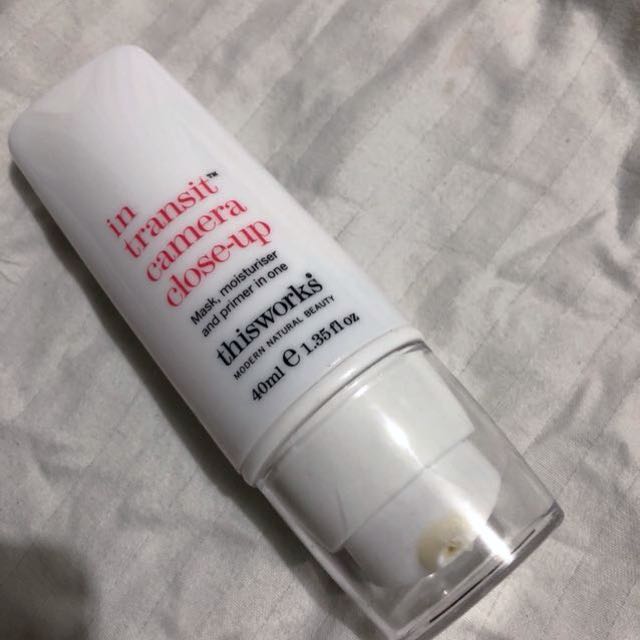 in
transit™
camera
close-up
Mask, moisturiser
and primer in one
thisworks
MODERN NATURAL BEAUTY
40ml e 1.35 fl oz